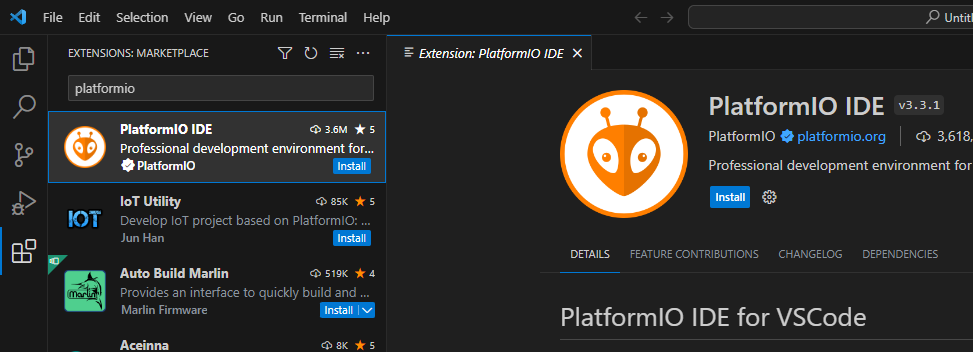 File Edit Selection View Go Run Terminal Help
EXTENSIONS: MARKETPLACE
platformio
PlatformIO IDE 3.6M 5
Professional development environment for...
PlatformIO Install
IoT Utility 85K 5
IOT
Develop IoT project based on PlatformIO: ...
Jun Han Install
Auto Build Marlin 519K 4
Marlin
Provides an interface to quickly build and ...
Marlin Firmware Install
Aceinna 8K 5
Extension: PlatformIO IDE
PlatformIO IDE v3.3.1
PlatformIO platformio.org 3,618,
Professional development environment for
Install
DETAILS FEATURE CONTRIBUTIONS CHANGELOG DEPENDENCIES
PlatformIO IDE for VSCode